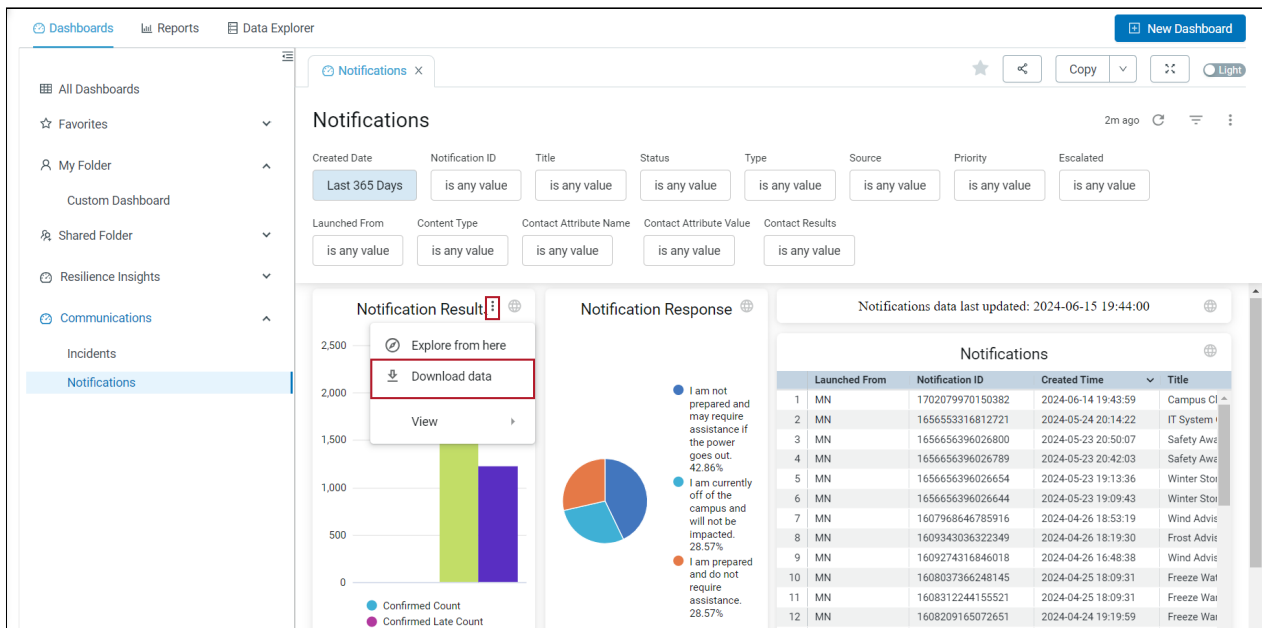 Dashboards Reports Data Explorer New Dashboard
Notifications X Copy Light
All Dashboards
Favorites
My Folder
Custom Dashboard
Shared Folder
Resilience Insights
Communications
Incidents
Notifications
Notifications 2m ago
Created Date Notification ID Title Status Type Source Priority Escalated
Last 365 Days is any value is any value is any value is any value is any value is any value is any value
Launched From Content Type Contact Attribute Name Contact Attribute Value Contact Results
is any value is any value is any value is any value is any value
Notification Result
Explore from here
Download data
View
2,500
2,000
1,500
1,000
500
0
Confirmed Count
Confirmed Late Count
Notification Response
I am not
prepared and
may require
assistance if
the power
goes out.
42.86%
I am currently
off of the
campus and
will not be
impacted.
28.57%
I am prepared
and do not
require
assistance.
28.57%
Notifications data last updated: 2024-06-15 19:44:00
Notifications
Launched From Notification ID Created Time Title
1 MN 1702079970150382 2024-06-14 19:43:59 Campus Cl
2 MN 1656553316812721 2024-05-24 20:14:22 IT System
3 MN 1656656396026800 2024-05-23 20:50:07 Safety Awa
4 MN 1656656396026789 2024-05-23 20:42:03 Safety Awa
5 MN 1656656396026654 2024-05-23 19:13:36 Winter Stor
6 MN 1656656396026644 2024-05-23 19:09:43 Winter Stor
7 MN 1607968646785916 2024-04-26 18:53:19 Wind Advis
8 MN 1609343036322349 2024-04-26 18:19:30 Frost Advis
9 MN 1609274316846018 2024-04-26 16:48:38 Wind Advis
10 MN 1608037366248145 2024-04-25 18:09:31 Freeze Wat
11 MN 1608312244155521 2024-04-25 18:09:31 Freeze War
12 MN 1608209165072651 2024-04-24 19:19:59 Freeze War